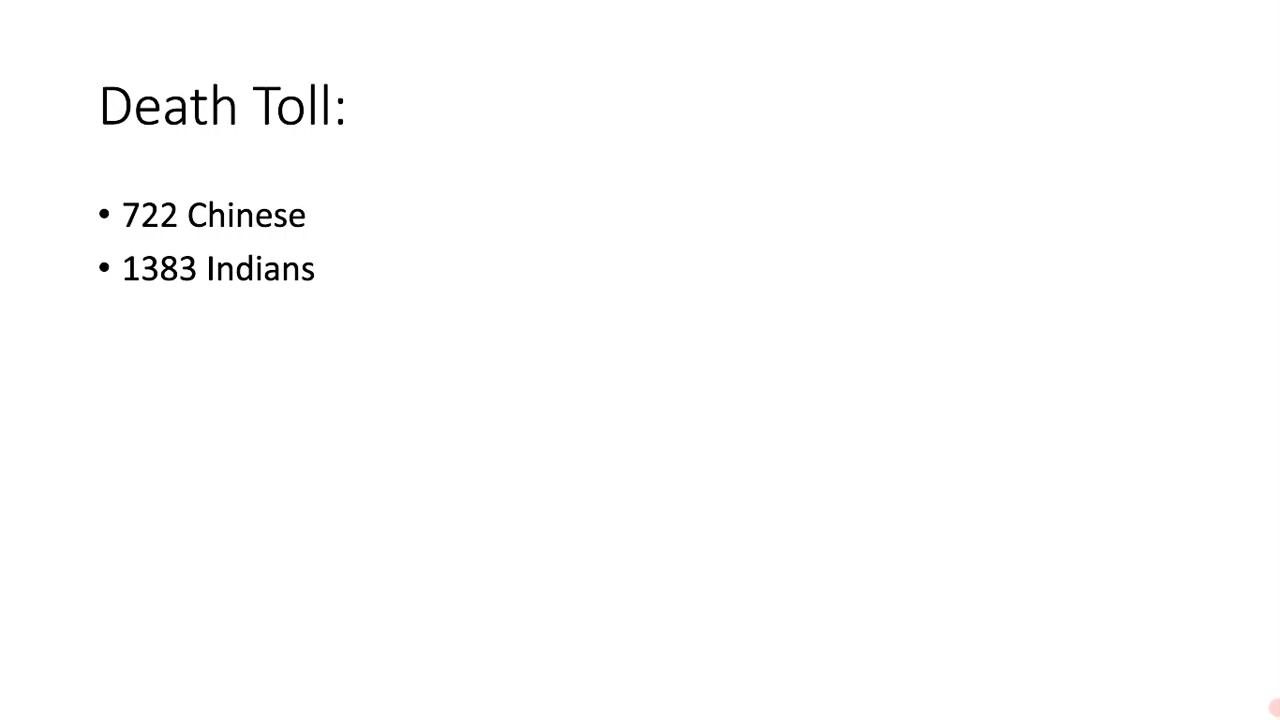 Death Toll:
• 722 Chinese
• 1383 Indians